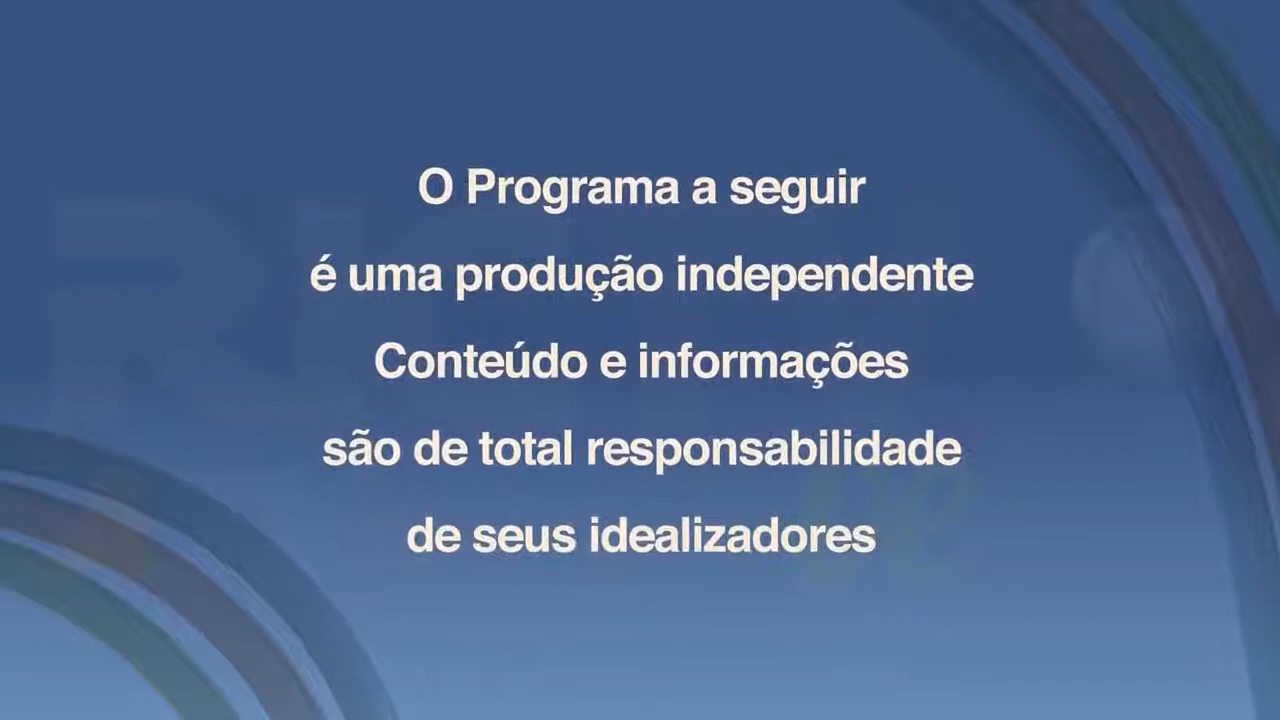 O Programa a seguir
é uma produção independente
Conteúdo e informações
são de total responsabilidade
de seus idealizadores